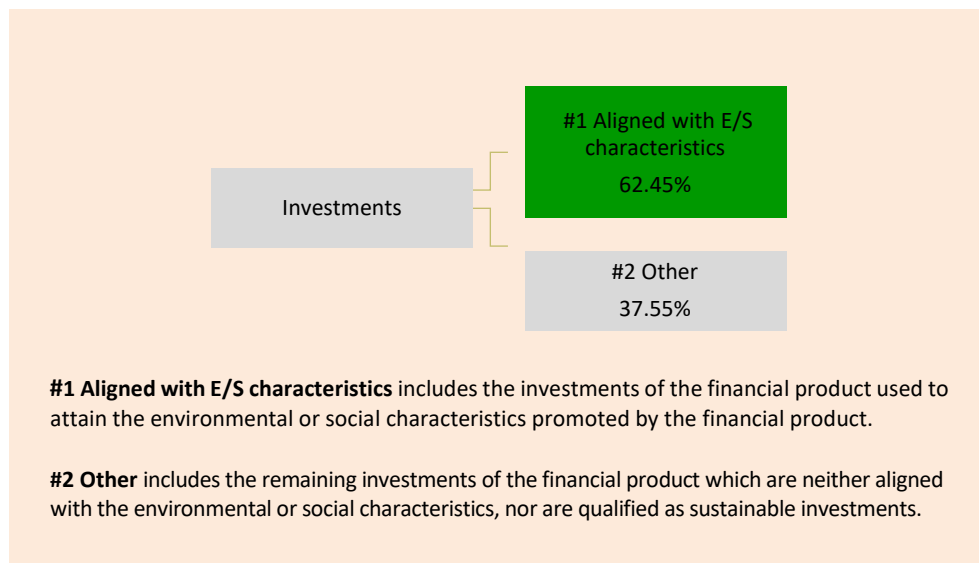 #1 Aligned with E/S
characteristics
62.45%
Investments
#2 Other
37.55%
#1 Aligned with E/S characteristics includes the investments of the financial product used to
attain the environmental or social characteristics promoted by the financial product.
#2 Other includes the remaining investments of the financial product which are neither aligned
with the environmental or social characteristics, nor are qualified as sustainable investments.